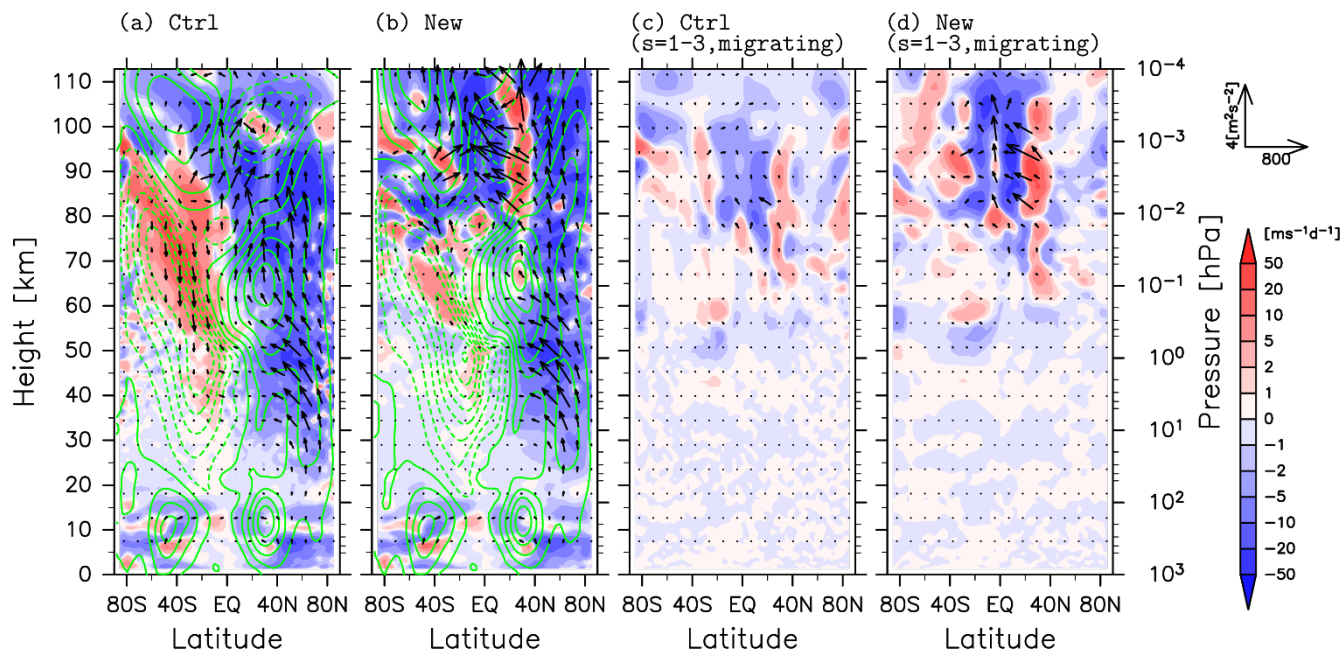 (a) Ctrl
(b) New
(c) Ctrl
(s=1−3,migrating)
(d) New
(s=1−3,migrating)
Height [km]
110
100
90
80
70
60
50
40
30
20
10
0
80S 40S EQ 40N 80N
80S 40S EQ 40N 80N
80S 40S EQ 40N 80N
80S 40S EQ 40N 80N
Latitude
Latitude
Latitude
Latitude
10⁻⁴
10⁻³
10⁻²
10⁻¹
10⁰
10¹
10²
10³
Pressure [hPa]
4[m²s⁻²]
800
[ms⁻¹d⁻¹]
50
20
10
5
2
1
0
−1
−2
−5
−10
−20
−50